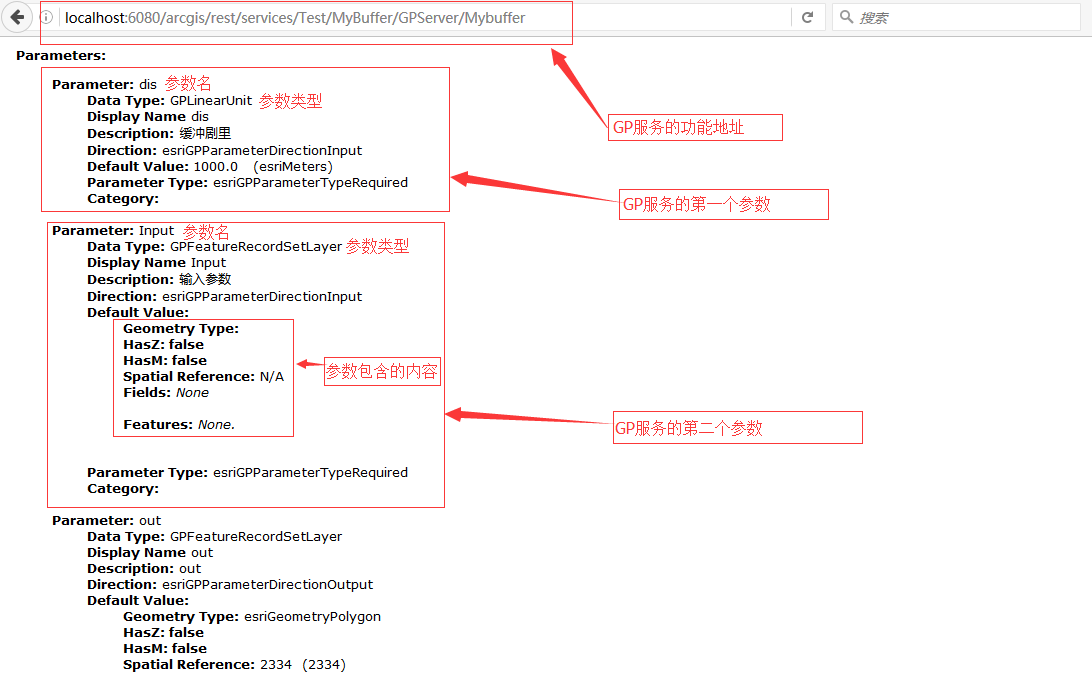 localhost:6080/arcgis/rest/services/Test/MyBuffer/GPServer/Mybuffer
搜索
Parameters:
GP服务的功能地址
Parameter: dis 参数名
Data Type: GPLinearUnit 参数类型
Display Name dis
Description: 缓冲剧里
Direction: esriGPParameterDirectionInput
Default Value: 1000.0 (esriMeters)
Parameter Type: esriGPParameterTypeRequired
Category:
GP服务的第一个参数
Parameter: Input 参数名
Data Type: GPFeatureRecordSetLayer 参数类型
Display Name Input
Description: 输入参数
Direction: esriGPParameterDirectionInput
Default Value:
Geometry Type:
HasZ: false
HasM: false
Spatial Reference: N/A
Fields: None
Features: None.
参数包含的内容
GP服务的第二个参数
Parameter Type: esriGPParameterTypeRequired
Category:
Parameter: out
Data Type: GPFeatureRecordSetLayer
Display Name out
Description: out
Direction: esriGPParameterDirectionOutput
Default Value:
Geometry Type: esriGeometryPolygon
HasZ: false
HasM: false
Spatial Reference: 2334 (2334)